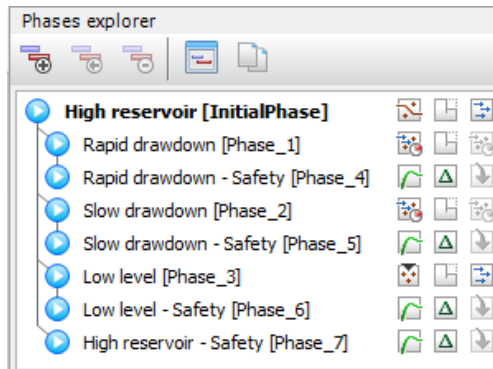 Phases explorer
High reservoir [InitialPhase]
Rapid drawdown [Phase_1]
Rapid drawdown - Safety [Phase_4]
Slow drawdown [Phase_2]
Slow drawdown - Safety [Phase_5]
Low level [Phase_3]
Low level - Safety [Phase_6]
High reservoir - Safety [Phase_7]